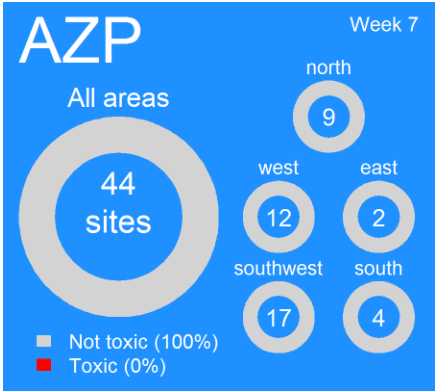 AZP
Week 7
All areas
44
sites
north
9
west
12
east
2
southwest
17
south
4
Not toxic (100%)
Toxic (0%)